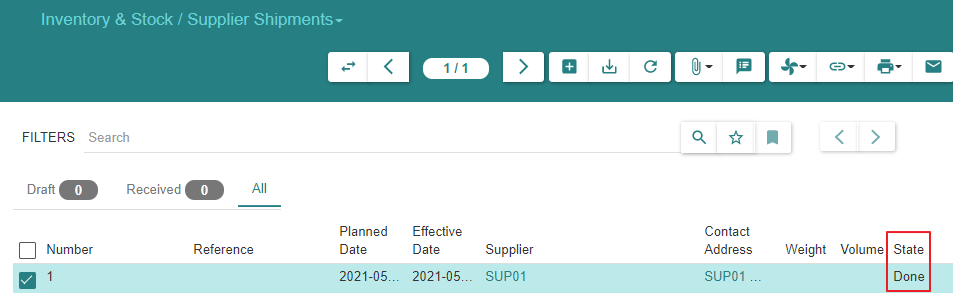 Inventory & Stock / Supplier Shipments
1 / 1
FILTERS Search
Draft 0 Received 0 All
Number Reference Planned Date Effective Date Supplier Contact Address Weight Volume State
1 2021-05... 2021-05... SUP01 SUP01 ... Done